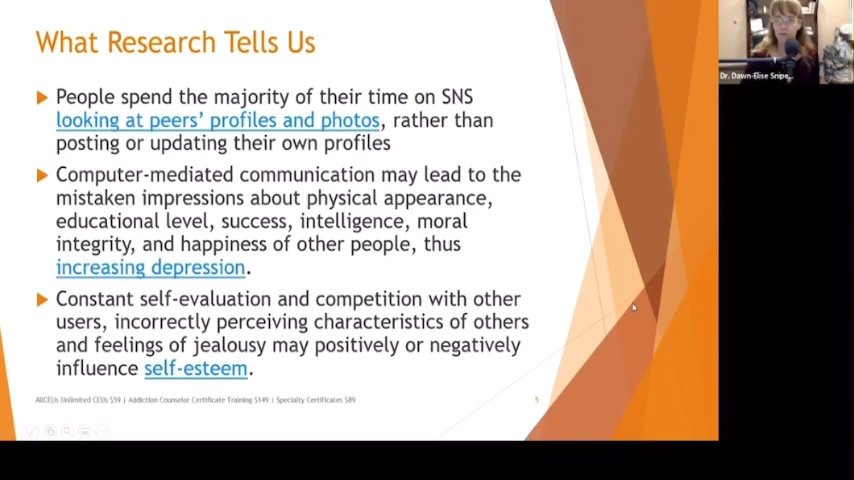 What Research Tells Us
People spend the majority of their time on SNS
looking at peers' profiles and photos, rather than
posting or updating their own profiles
Computer-mediated communication may lead to the
mistaken impressions about physical appearance,
educational level, success, intelligence, moral
integrity, and happiness of other people, thus
increasing depression.
Constant self-evaluation and competition with other
users, incorrectly perceiving characteristics of others
and feelings of jealousy may positively or negatively
influence self-esteem.
AllCEUs Unlimited CEUs $59 | Addiction Counselor Certificate Training $149 | Specialty Certificates $89
5
Dr. Dawn-Elise Snipe...